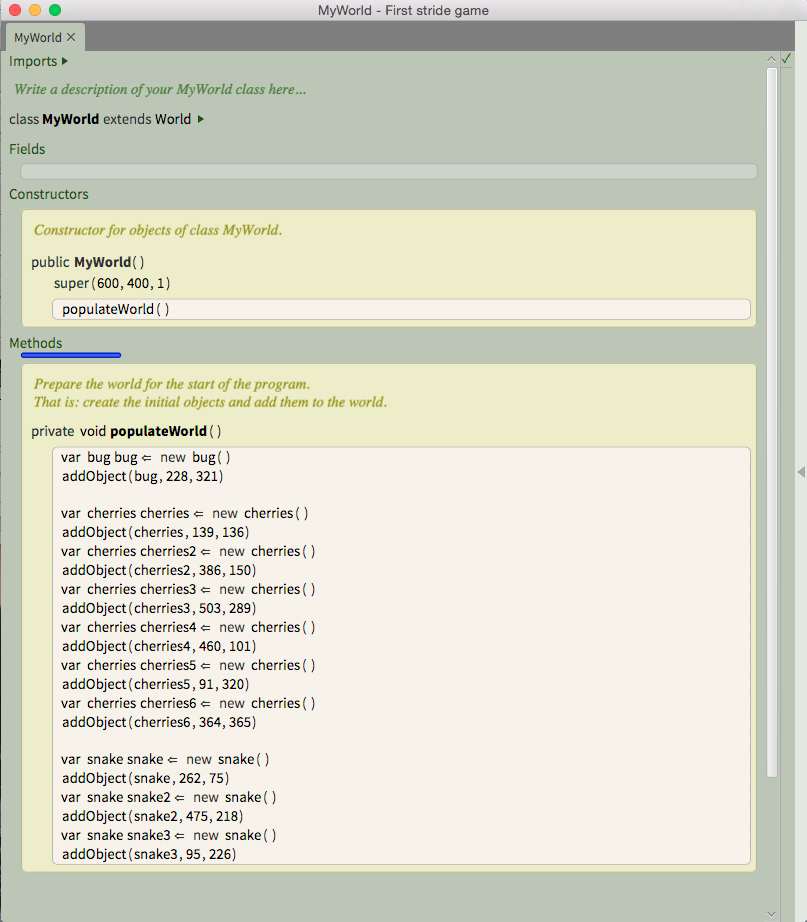 MyWorld - First stride game
MyWorld ✕
Imports ▸
Write a description of your MyWorld class here...
class MyWorld extends World ▸
Fields
Constructors
Constructor for objects of class MyWorld.
public MyWorld()
super(600, 400, 1)
populateWorld()
Methods
Prepare the world for the start of the program.
That is: create the initial objects and add them to the world.
private void populateWorld()
var bug bug ⇐ new bug()
addObject(bug, 228, 321)
var cherries cherries ⇐ new cherries()
addObject(cherries, 139, 136)
var cherries cherries2 ⇐ new cherries()
addObject(cherries2, 386, 150)
var cherries cherries3 ⇐ new cherries()
addObject(cherries3, 503, 289)
var cherries cherries4 ⇐ new cherries()
addObject(cherries4, 460, 101)
var cherries cherries5 ⇐ new cherries()
addObject(cherries5, 91, 320)
var cherries cherries6 ⇐ new cherries()
addObject(cherries6, 364, 365)
var snake snake ⇐ new snake()
addObject(snake, 262, 75)
var snake snake2 ⇐ new snake()
addObject(snake2, 475, 218)
var snake snake3 ⇐ new snake()
addObject(snake3, 95, 226)